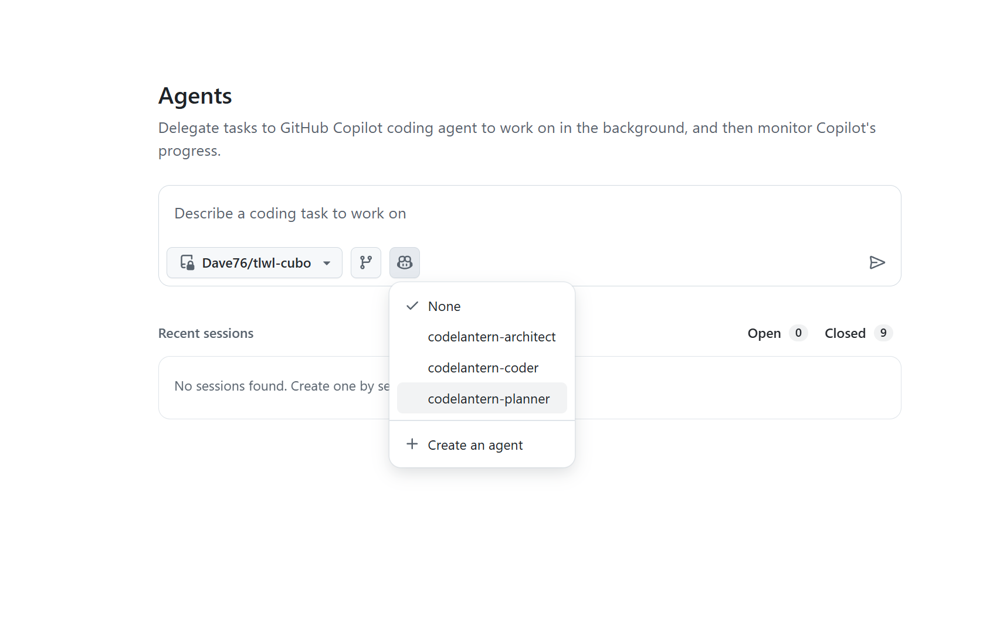 Agents
Delegate tasks to GitHub Copilot coding agent to work on in the background, and then monitor Copilot's
progress.
Describe a coding task to work on
Dave76/tlwl-cubo
None
codelantern-architect
codelantern-coder
codelantern-planner
Create an agent
Recent sessions
Open 0 Closed 9
No sessions found. Create one by se